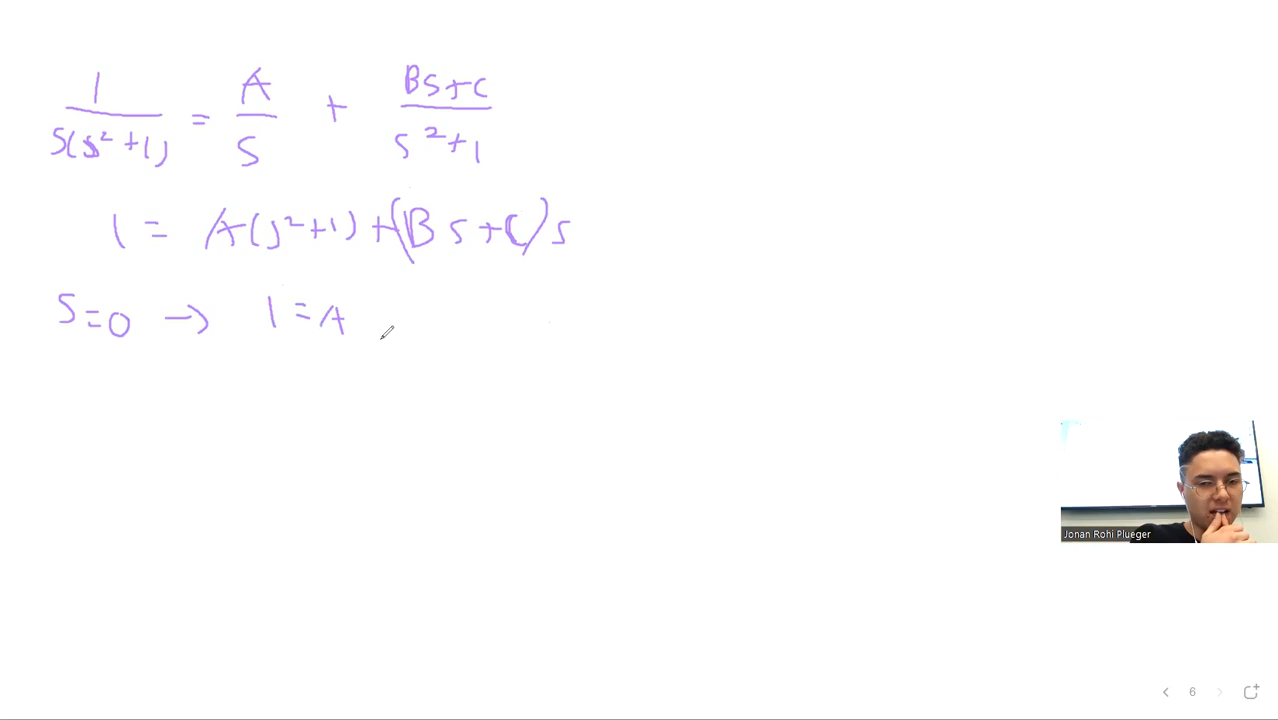 1/(S(s² + 1)) = A/S + (Bs+C)/(s² + 1)
1 = A(s²+1) + (Bs+C)s
S=0 → 1=A
Jonan Rohi Plueger
6